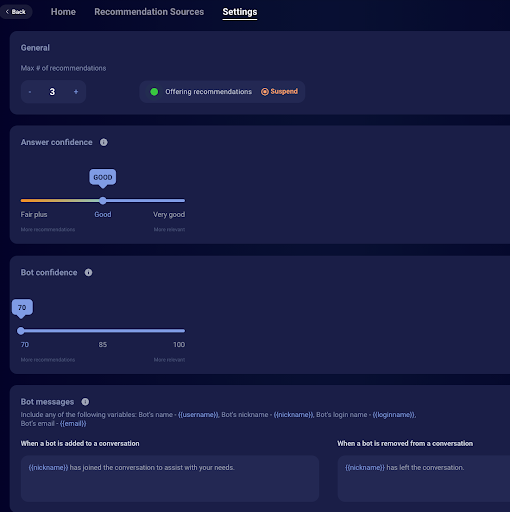 Back Home Recommendation Sources Settings
General
Max # of recommendations
- 3 + Offering recommendations Suspend
Answer confidence
GOOD
Fair plus Good Very good
More recommendations More relevant
Bot confidence
70
70 85 100
More recommendations More relevant
Bot messages
Include any of the following variables: Bot's name - {{username}}, Bot's nickname - {{nickname}}, Bot's login name - {{loginname}},
Bot's email - {{email}}
When a bot is added to a conversation When a bot is removed from a conversation
{{nickname}} has joined the conversation to assist with your needs. {{nickname}} has left the conversation.